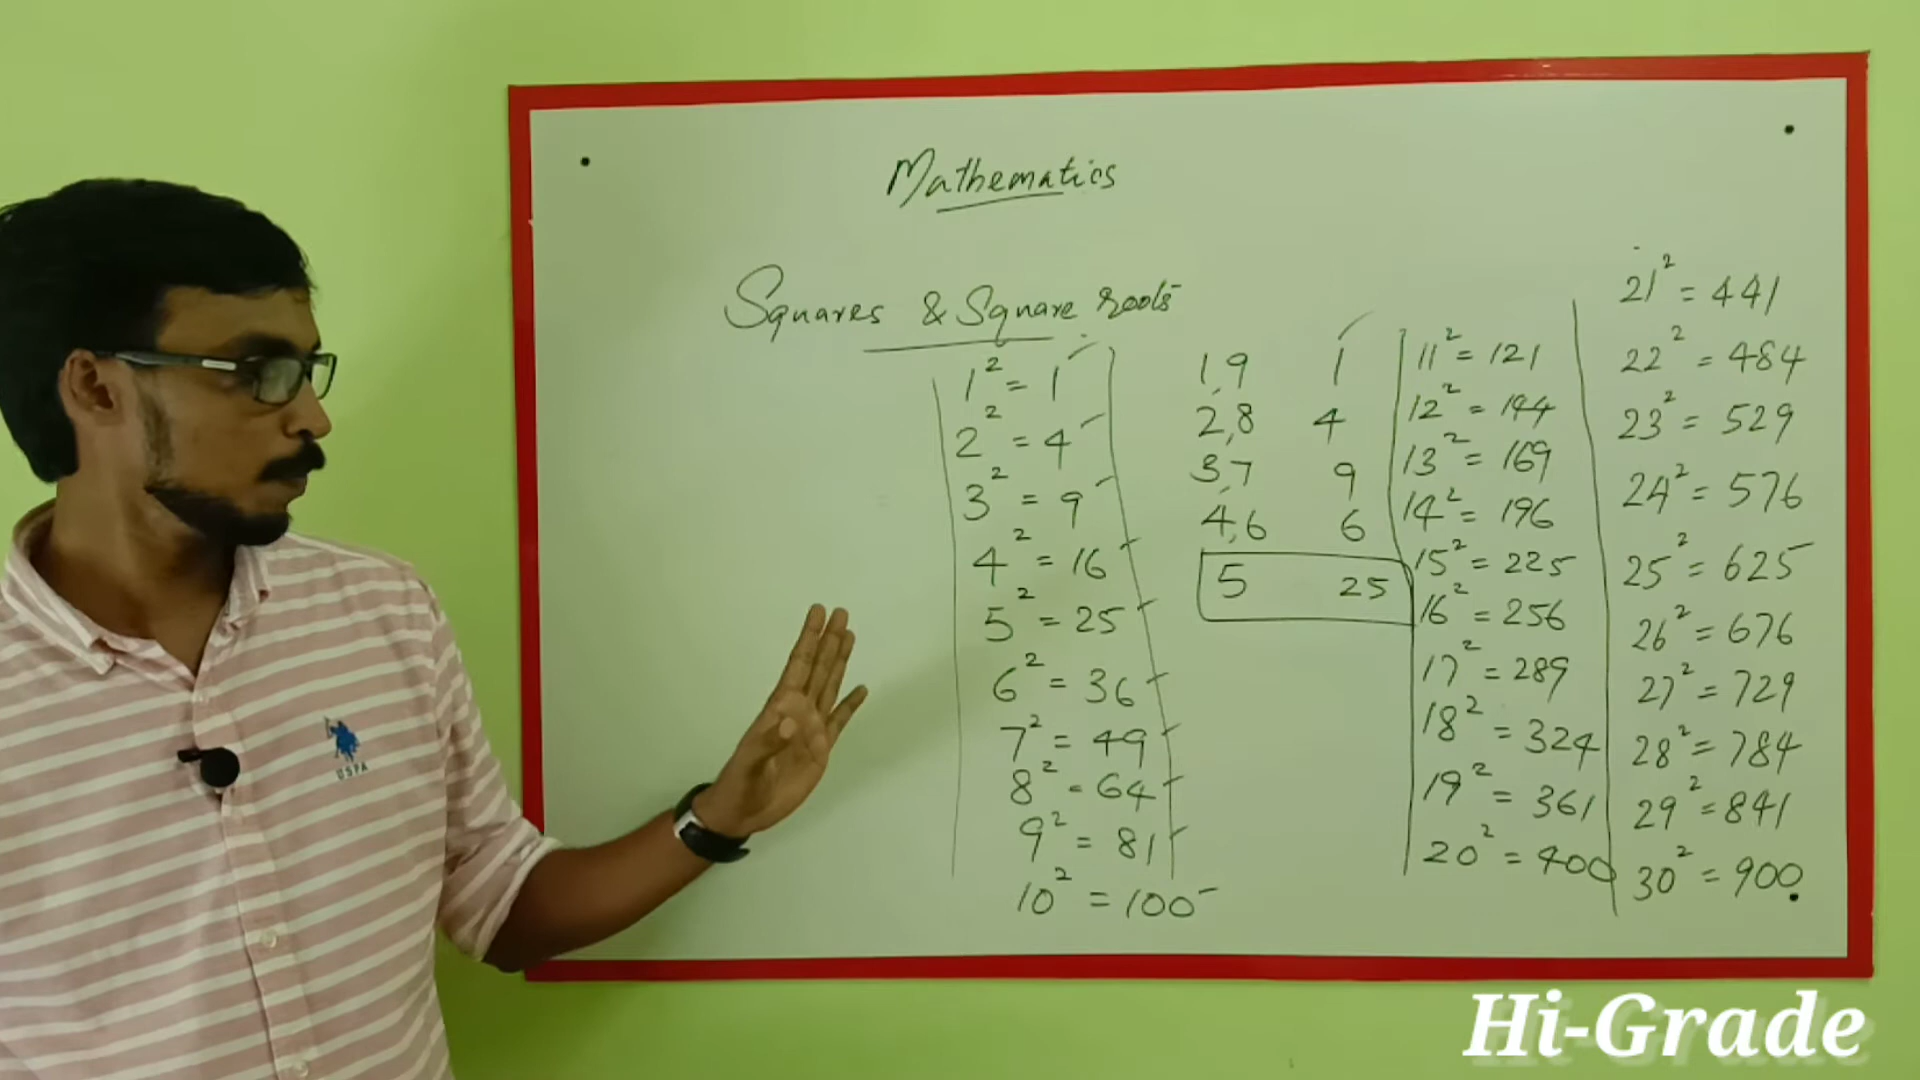 Mathematics
Squares & Square roots
1² = 1
2² = 4
3² = 9
4² = 16
5² = 25
6² = 36
7² = 49
8² = 64
9² = 81
10² = 100
1,9 1
2,8 4
3,7 9
4,6 6
5 25
11² = 121
12² = 144
13² = 169
14² = 196
15² = 225
16² = 256
17² = 289
18² = 324
19² = 361
20² = 400
21² = 441
22² = 484
23² = 529
24² = 576
25² = 625
26² = 676
27² = 729
28² = 784
29² = 841
30² = 900
USPA
Hi-Grade